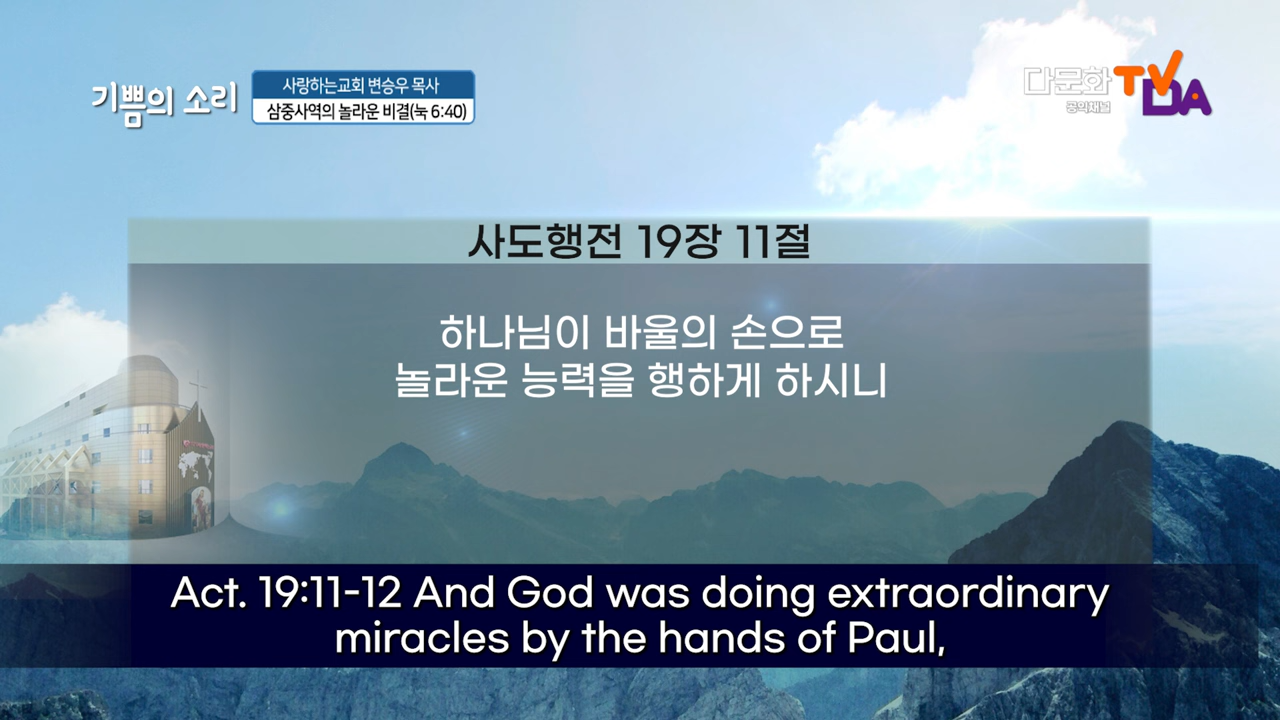 기쁨의 소리
사랑하는교회 변승우 목사
삼중사역의 놀라운 비결(눅 6:40)
다문화 TV
공익채널 DA
사도행전 19장 11절
하나님이 바울의 손으로
놀라운 능력을 행하게 하시니
Act. 19:11-12 And God was doing extraordinary
miracles by the hands of Paul,